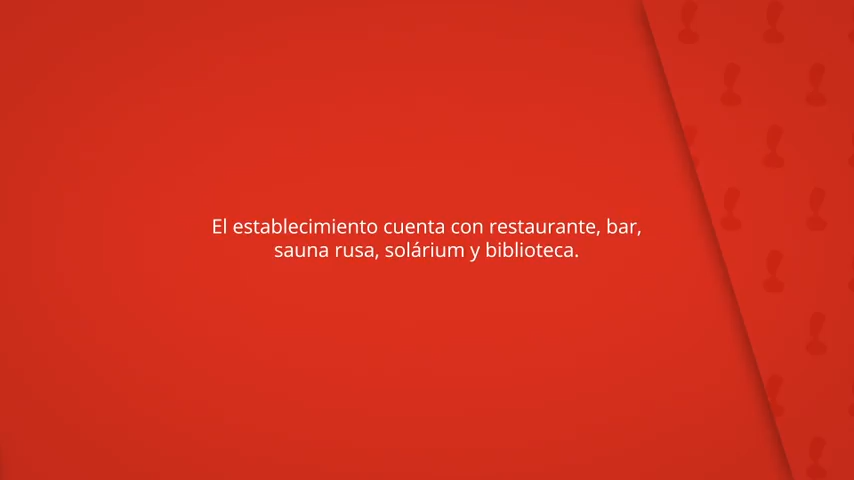 El establecimiento cuenta con restaurante, bar,
sauna rusa, solárium y biblioteca.